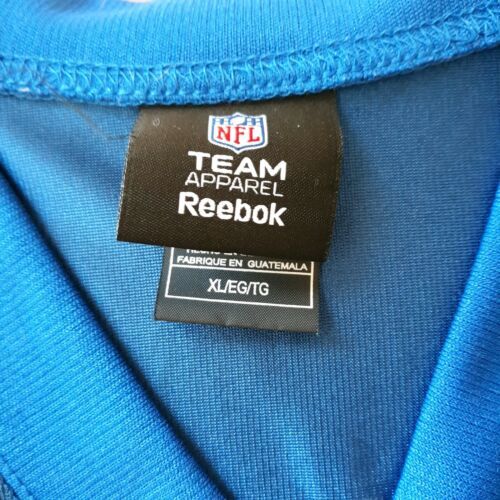 NFL
TEAM
APPAREL
Reebok
FABRIQUE EN GUATEMALA
XL/EG/TG